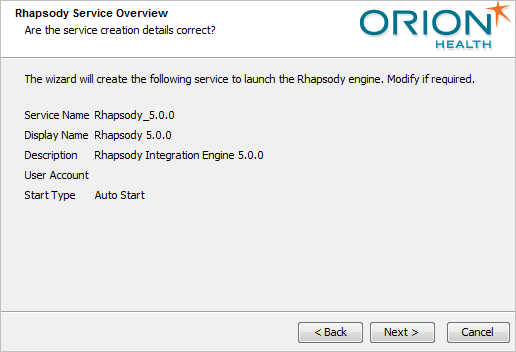 Rhapsody Service Overview
Are the service creation details correct?
ORION
HEALTH
The wizard will create the following service to launch the Rhapsody engine. Modify if required.
Service Name Rhapsody_5.0.0
Display Name Rhapsody 5.0.0
Description Rhapsody Integration Engine 5.0.0
User Account
Start Type Auto Start
< Back Next > Cancel